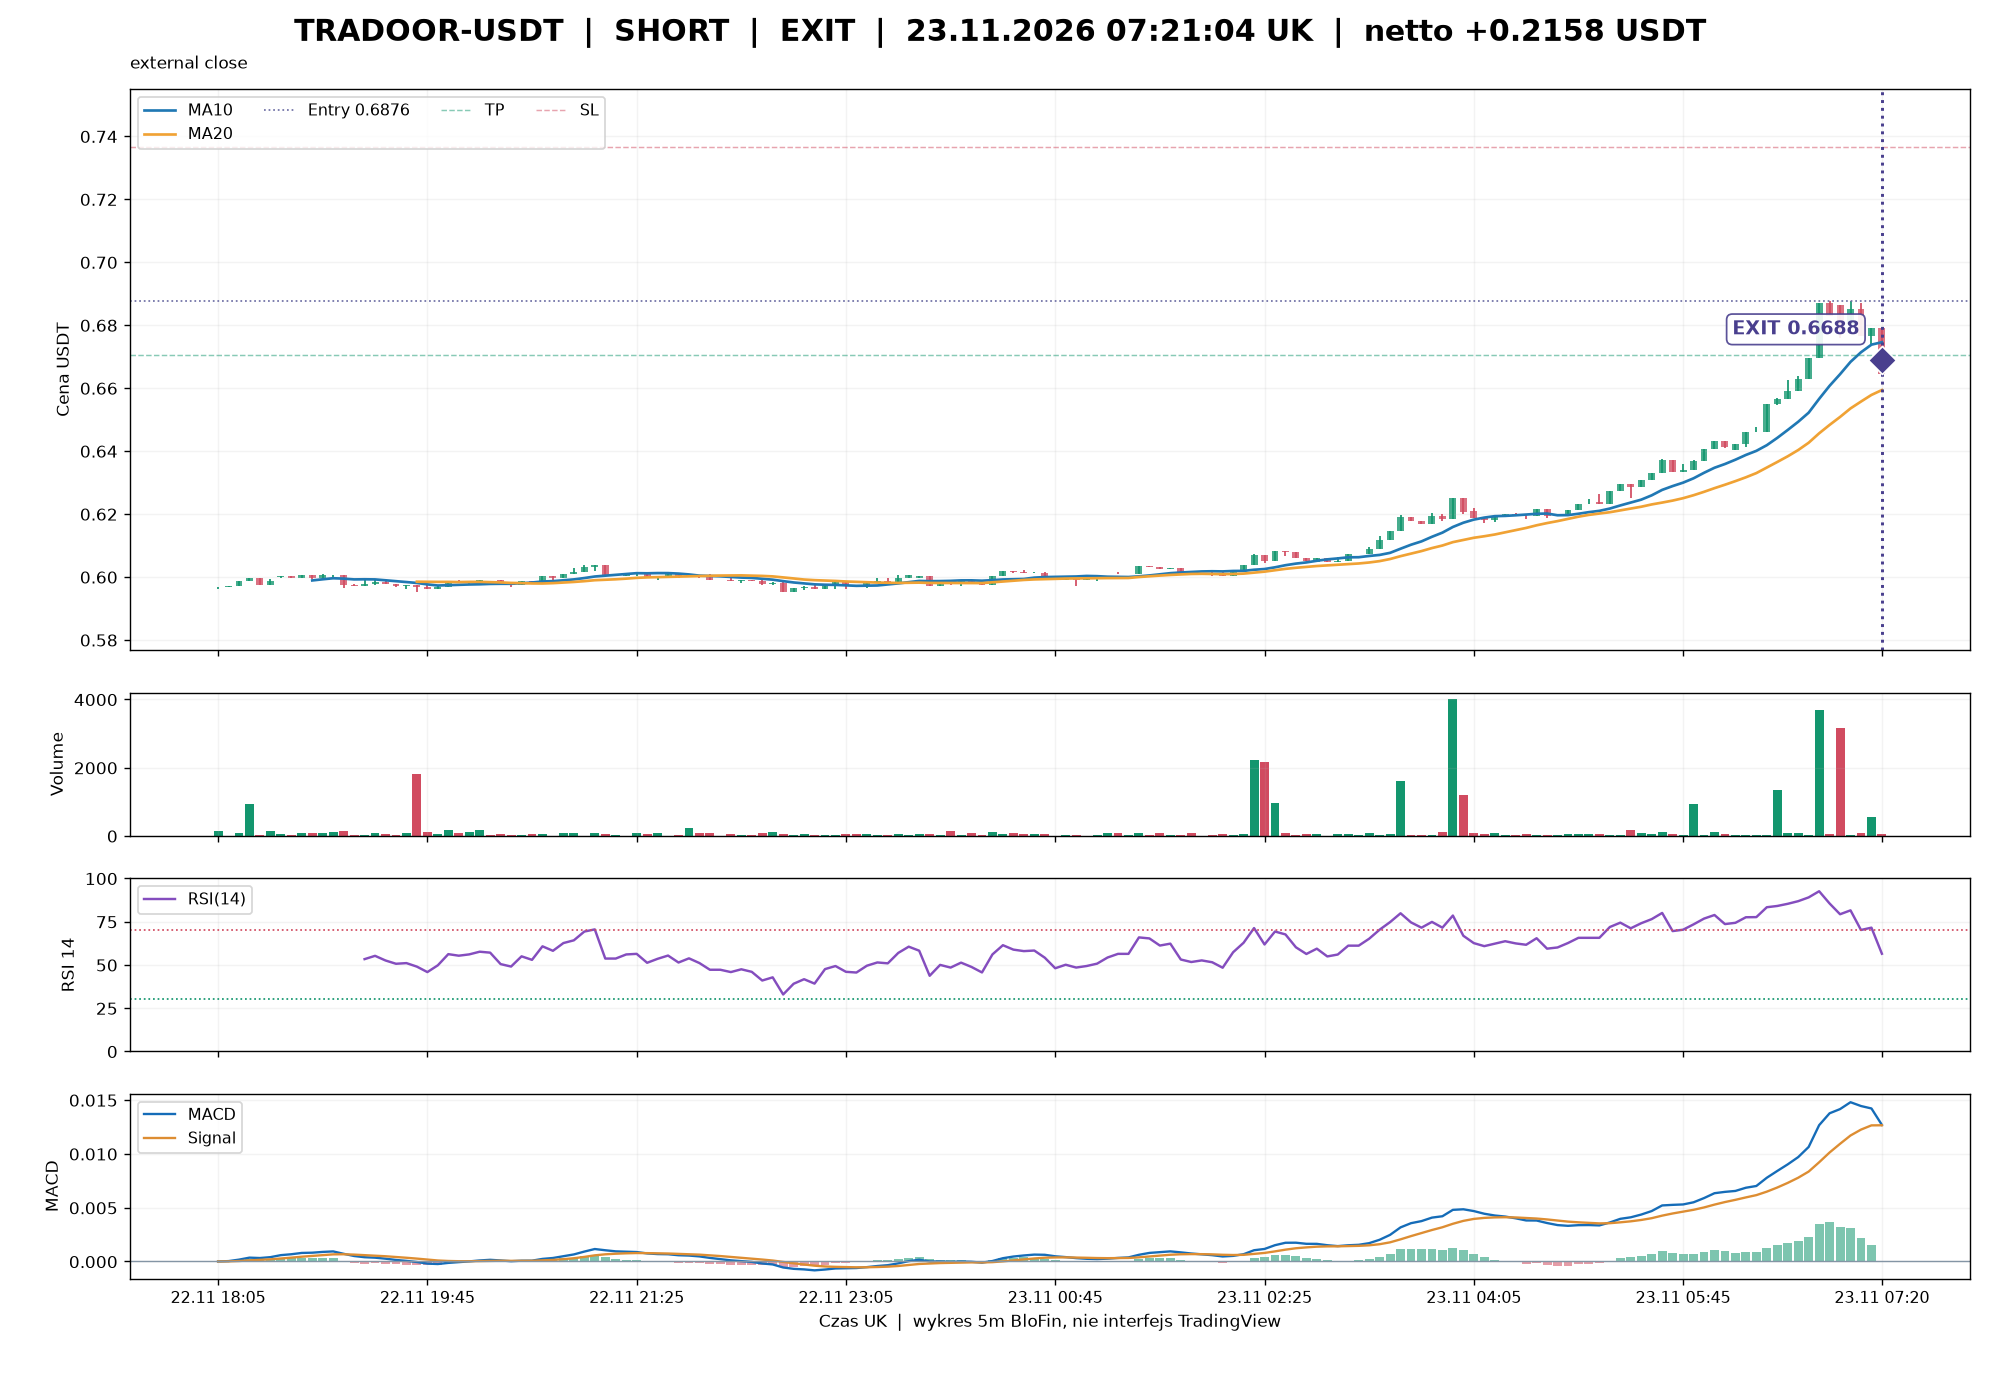 TRADOOR-USDT | SHORT | EXIT | 23.11.2026 07:21:04 UK | netto +0.2158 USDT
external close
MA10
MA20
Entry 0.6876
TP
SL
Cena USDT
0.74
0.72
0.70
0.68
0.66
0.64
0.62
0.60
0.58
EXIT 0.6688
Volume
4000
2000
0
RSI(14)
RSI 14
100
75
50
25
0
MACD
Signal
MACD
0.015
0.010
0.005
0.000
22.11 18:05
22.11 19:45
22.11 21:25
22.11 23:05
23.11 00:45
23.11 02:25
23.11 04:05
23.11 05:45
23.11 07:20
Czas UK | wykres 5m BloFin, nie interfejs TradingView